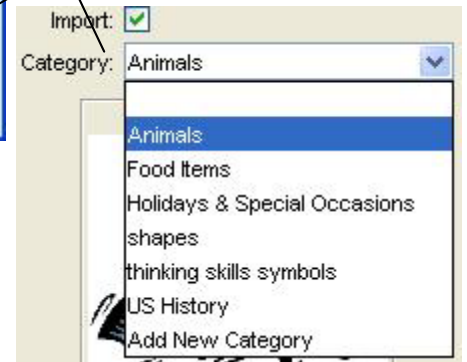 Import:
Category: Animals
Animals
Food Items
Holidays & Special Occasions
shapes
thinking skills symbols
US History
Add New Category